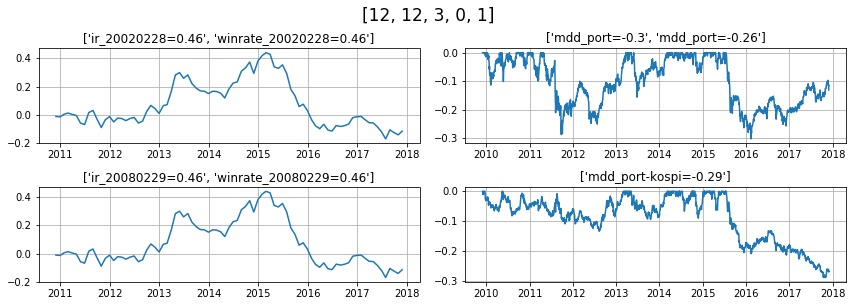 [12, 12, 3, 0, 1]
['ir_20020228=0.46', 'winrate_20020228=0.46']
0.4
0.2
0.0
-0.2
2011 2012 2013 2014 2015 2016 2017 2018
['mdd_port=-0.3', 'mdd_port=-0.26']
0.0
-0.1
-0.2
-0.3
2010 2011 2012 2013 2014 2015 2016 2017 2018
['ir_20080229=0.46', 'winrate_20080229=0.46']
0.4
0.2
0.0
-0.2
2011 2012 2013 2014 2015 2016 2017 2018
['mdd_port-kospi=-0.29']
0.0
-0.1
-0.2
-0.3
2010 2011 2012 2013 2014 2015 2016 2017 2018